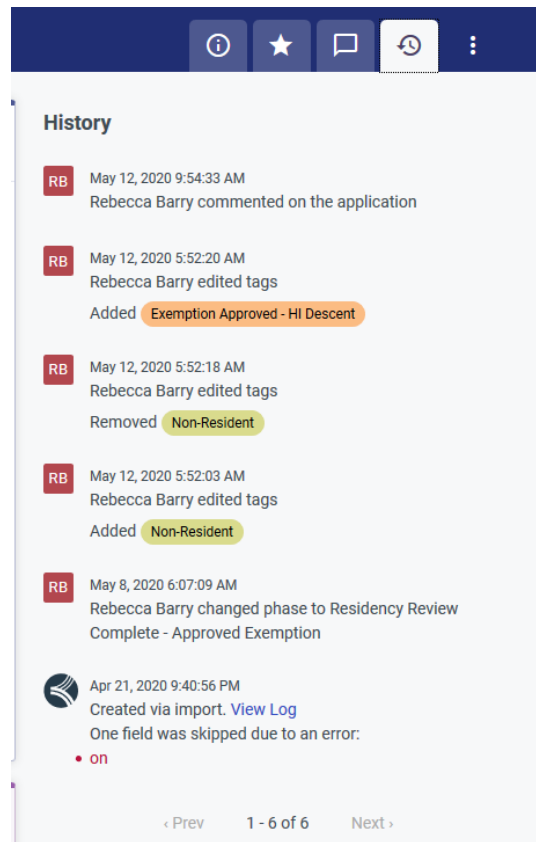 History
RB
May 12, 2020 9:54:33 AM
Rebecca Barry commented on the application
RB
May 12, 2020 5:52:20 AM
Rebecca Barry edited tags
Added Exemption Approved - HI Descent
RB
May 12, 2020 5:52:18 AM
Rebecca Barry edited tags
Removed Non-Resident
RB
May 12, 2020 5:52:03 AM
Rebecca Barry edited tags
Added Non-Resident
RB
May 8, 2020 6:07:09 AM
Rebecca Barry changed phase to Residency Review
Complete - Approved Exemption
Apr 21, 2020 9:40:56 PM
Created via import. View Log
One field was skipped due to an error:
• on
‹ Prev 1 - 6 of 6 Next ›